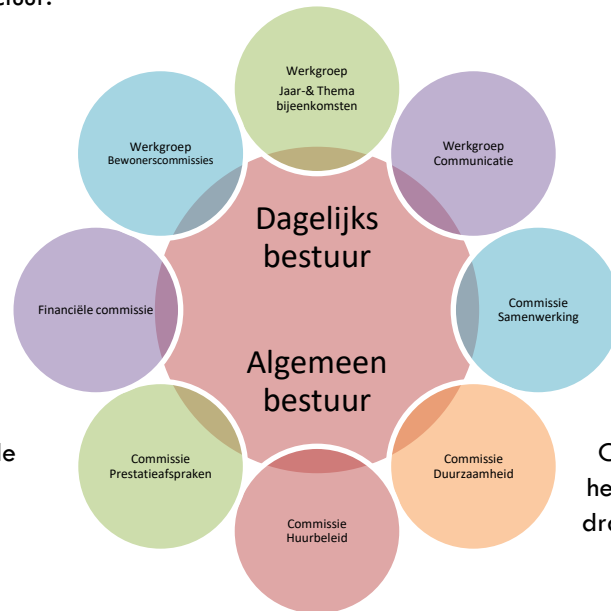 Werkgroep
Jaar-& Thema
bijeenkomsten
Werkgroep
Bewonerscommissies
Werkgroep
Communicatie
Dagelijks
bestuur
Financiële commissie
Commissie
Samenwerking
Algemeen
bestuur
Commissie
Prestatieafspraken
Commissie
Duurzaamheid
Commissie
Huurbeleid